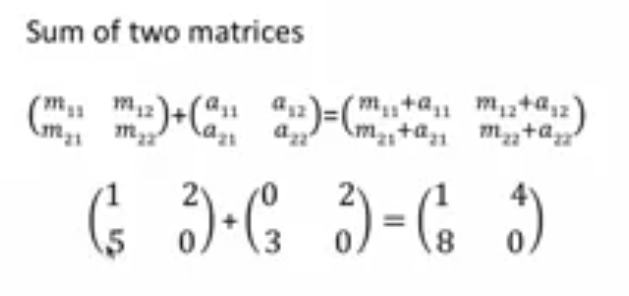 Sum of two matrices
(m₁₁ m₁₂)+(a₁₁ a₁₂)=(m₁₁+a₁₁ m₁₂+a₁₂)
(m₂₁ m₂₂) (a₂₁ a₂₂) (m₂₁+a₂₁ m₂₂+a₂₂)
(1 2)+(0 2)=(1 4)
(5 0) (3 0) (8 0)